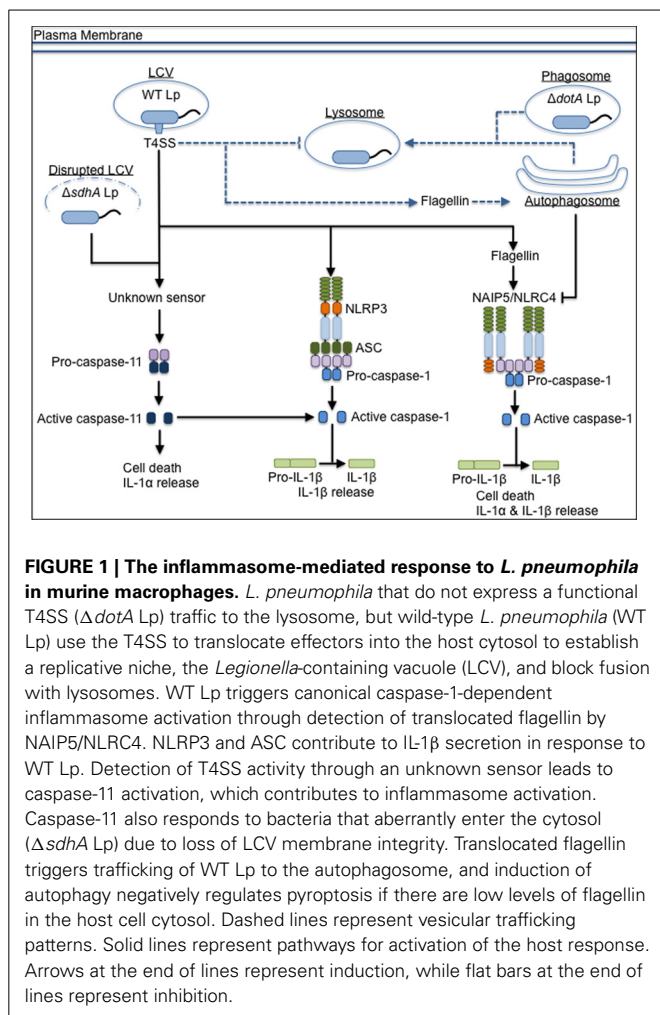 Plasma Membrane
LCV
WT Lp
T4SS
Phagosome
ΔdotA Lp
Lysosome
Disrupted LCV
ΔsdhA Lp
Flagellin
Autophagosome
Flagellin
Unknown sensor
NLRP3
NAIP5/NLRC4
ASC
Pro-caspase-11
Pro-caspase-1
Pro-caspase-1
Active caspase-11
Active caspase-1
Active caspase-1
Cell death
IL-1α release
Pro-IL-1β
IL-1β
IL-1β release
Pro-IL-1β
IL-1β
Cell death
IL-1α & IL-1β release
FIGURE 1 | The inflammasome-mediated response to L. pneumophila
in murine macrophages. L. pneumophila that do not express a functional
T4SS (ΔdotA Lp) traffic to the lysosome, but wild-type L. pneumophila (WT
Lp) use the T4SS to translocate effectors into the host cytosol to establish
a replicative niche, the Legionella-containing vacuole (LCV), and block fusion
with lysosomes. WT Lp triggers canonical caspase-1-dependent
inflammasome activation through detection of translocated flagellin by
NAIP5/NLRC4. NLRP3 and ASC contribute to IL-1β secretion in response to
WT Lp. Detection of T4SS activity through an unknown sensor leads to
caspase-11 activation, which contributes to inflammasome activation.
Caspase-11 also responds to bacteria that aberrantly enter the cytosol
(ΔsdhA Lp) due to loss of LCV membrane integrity. Translocated flagellin
triggers trafficking of WT Lp to the autophagosome, and induction of
autophagy negatively regulates pyroptosis if there are low levels of flagellin
in the host cell cytosol. Dashed lines represent vesicular trafficking
patterns. Solid lines represent pathways for activation of the host response.
Arrows at the end of lines represent induction, while flat bars at the end of
lines represent inhibition.